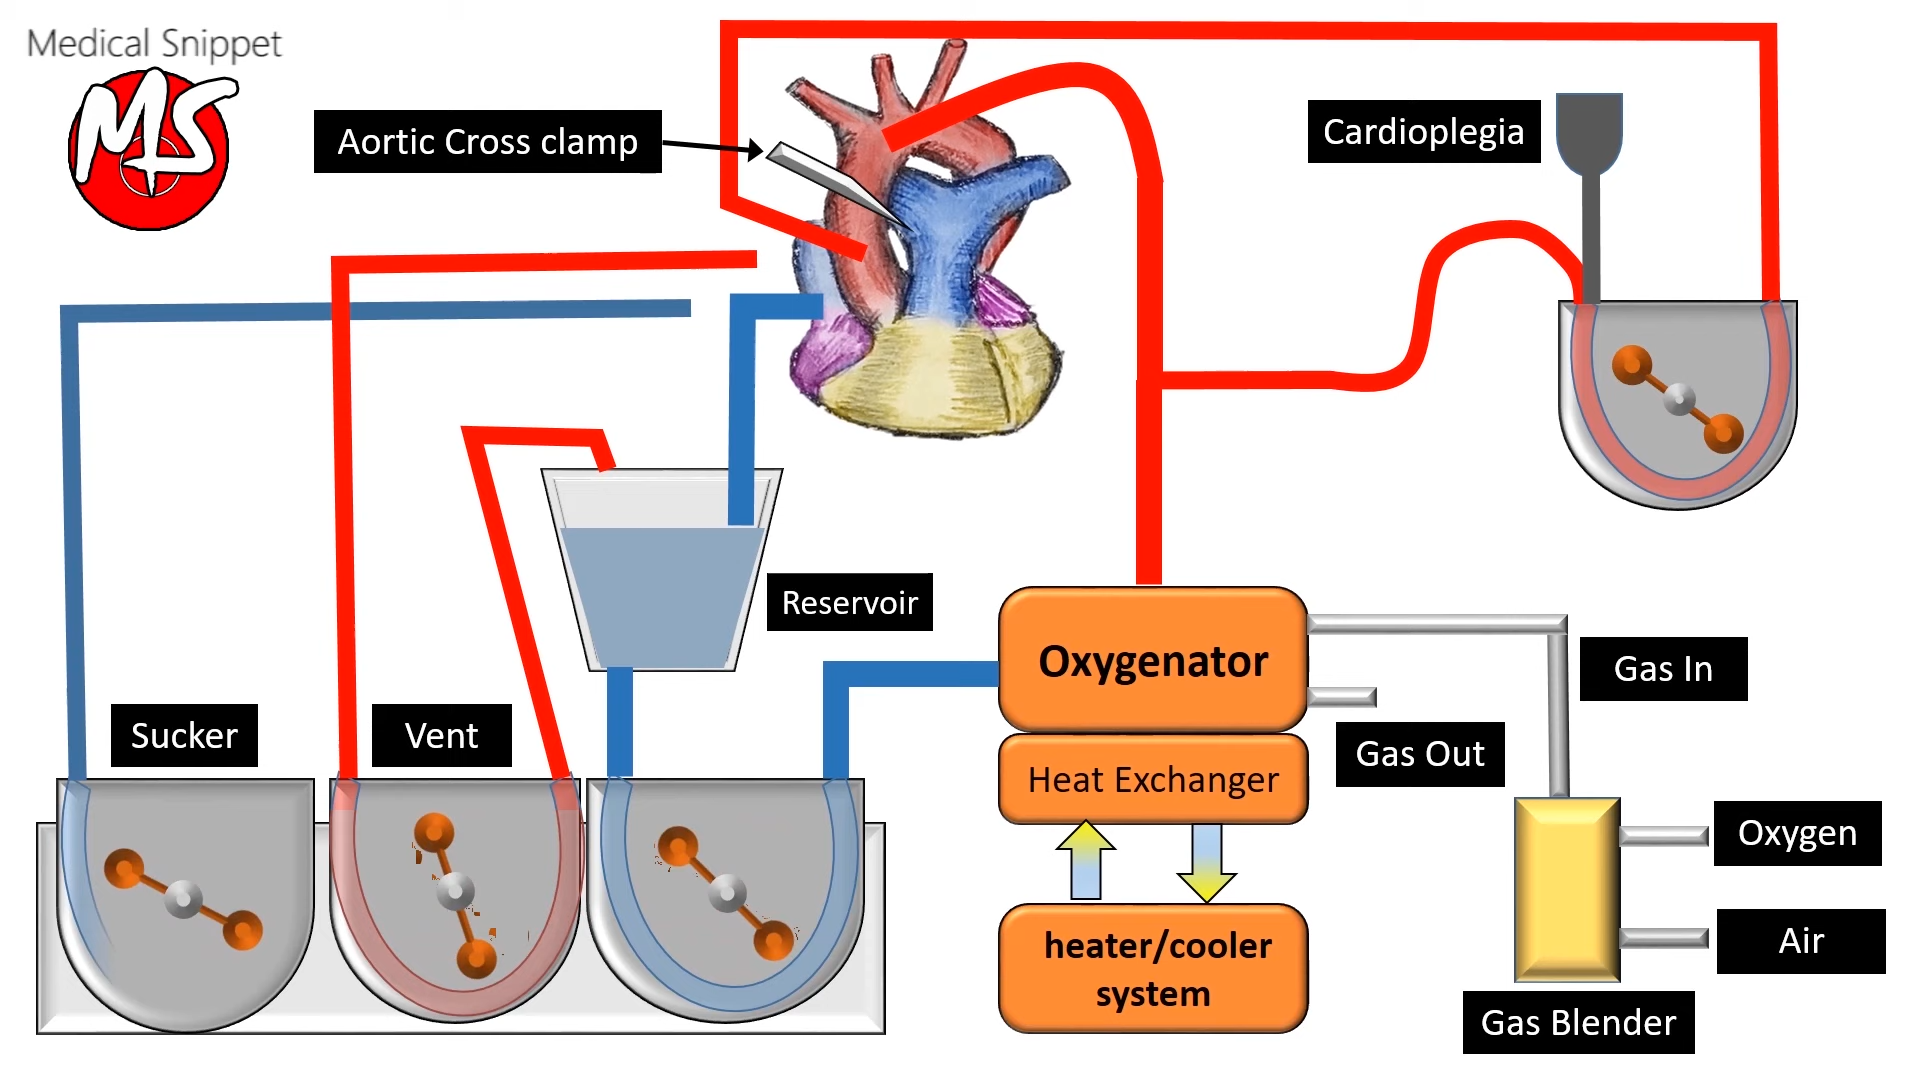 Medical Snippet
MS
Aortic Cross clamp
Cardioplegia
Reservoir
Oxygenator
Gas In
Sucker
Vent
Gas Out
Heat Exchanger
Oxygen
heater/cooler
system
Air
Gas Blender